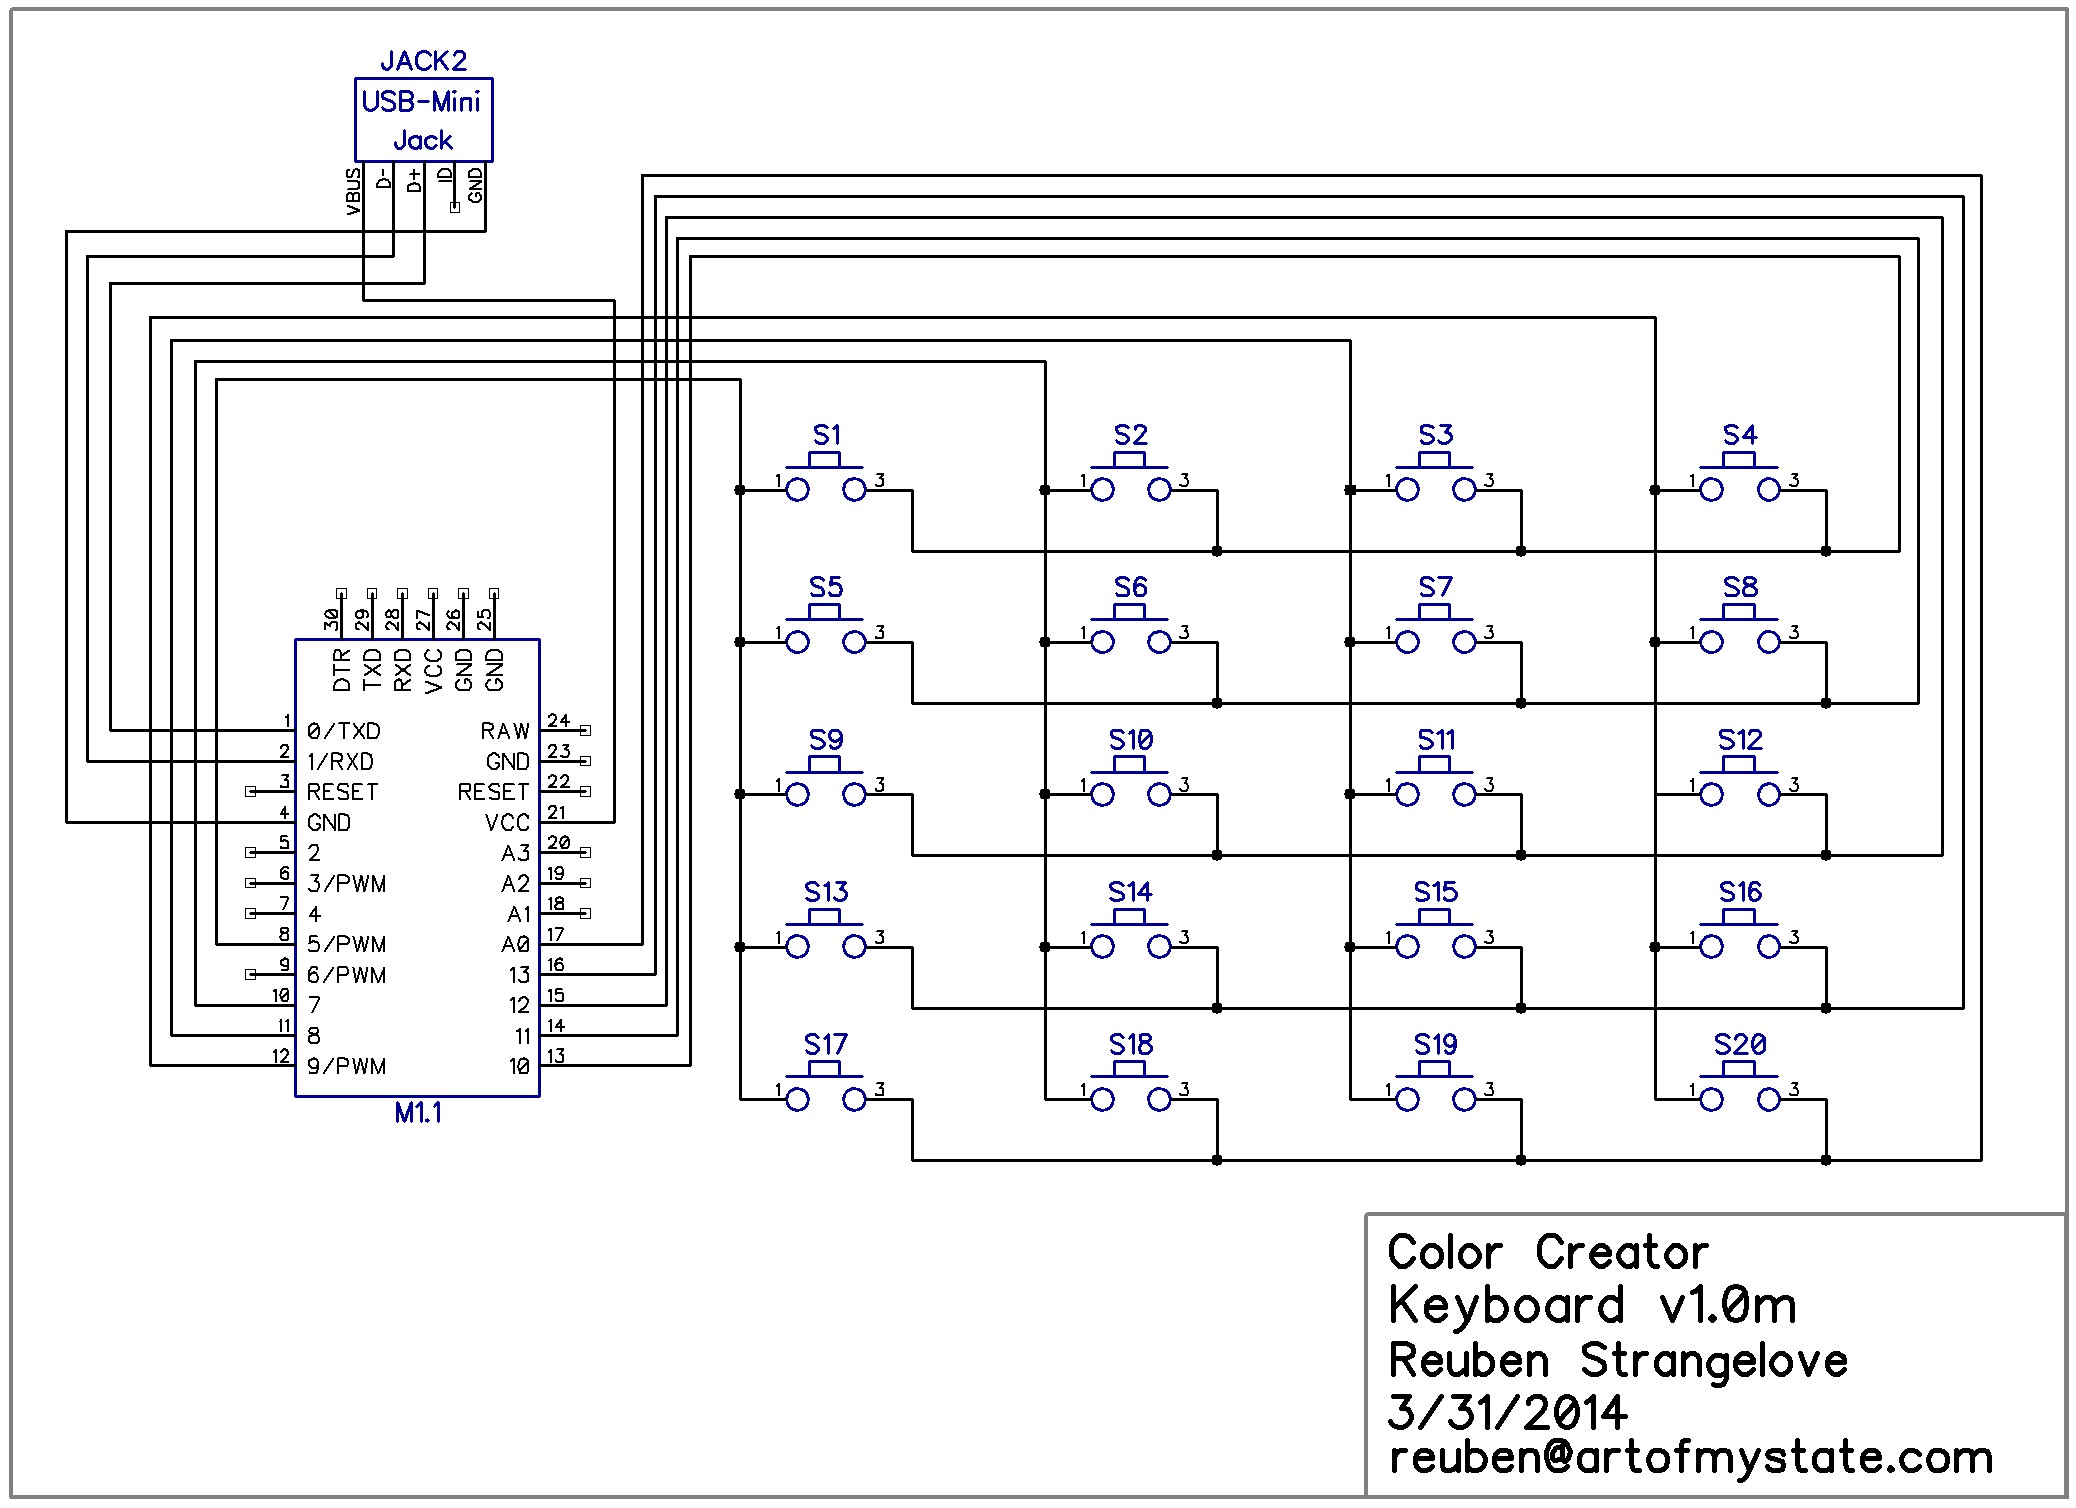 JACK2
USB-Mini
Jack
VBUS
D-
D+
ID
GND
S1
S2
S3
S4
1 3
1 3
1 3
1 3
S5
S6
S7
S8
1 3
1 3
1 3
1 3
30
29
28
27
26
25
DTR
TXD
RXD
VCC
GND
GND
1 0/TXD
RAW 24
2 1/RXD
GND 23
3 RESET
RESET 22
4 GND
VCC 21
5 2
A3 20
6 3/PWM
A2 19
7 4
A1 18
8 5/PWM
A0 17
9 6/PWM
13 16
10 7
12 15
11 8
11 14
12 9/PWM
10 13
M1.1
S9
S10
S11
S12
1 3
1 3
1 3
1 3
S13
S14
S15
S16
1 3
1 3
1 3
1 3
S17
S18
S19
S20
1 3
1 3
1 3
1 3
Color Creator
Keyboard v1.0m
Reuben Strangelove
3/31/2014
reuben@artofmystate.com